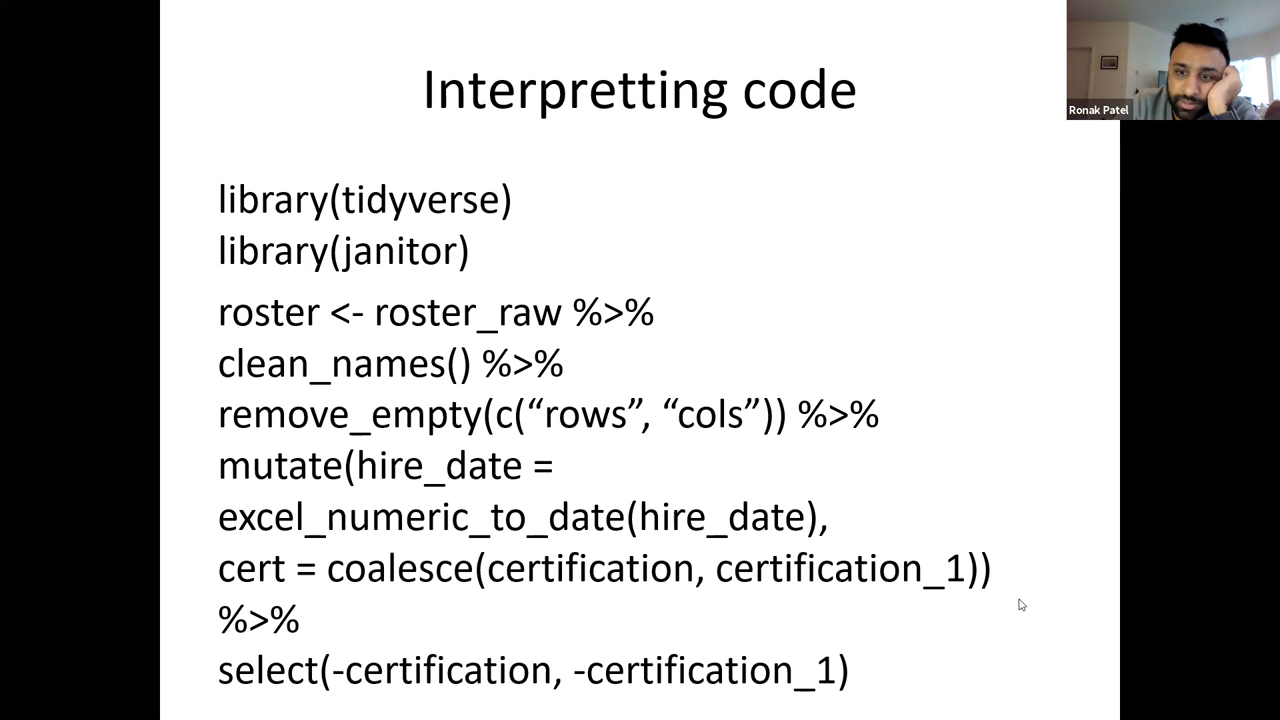 Interpretting code
Ronak Patel
library(tidyverse)
library(janitor)
roster <- roster_raw %>%
clean_names() %>%
remove_empty(c(“rows”, “cols”)) %>%
mutate(hire_date =
excel_numeric_to_date(hire_date),
cert = coalesce(certification, certification_1))
%>%
select(-certification, -certification_1)